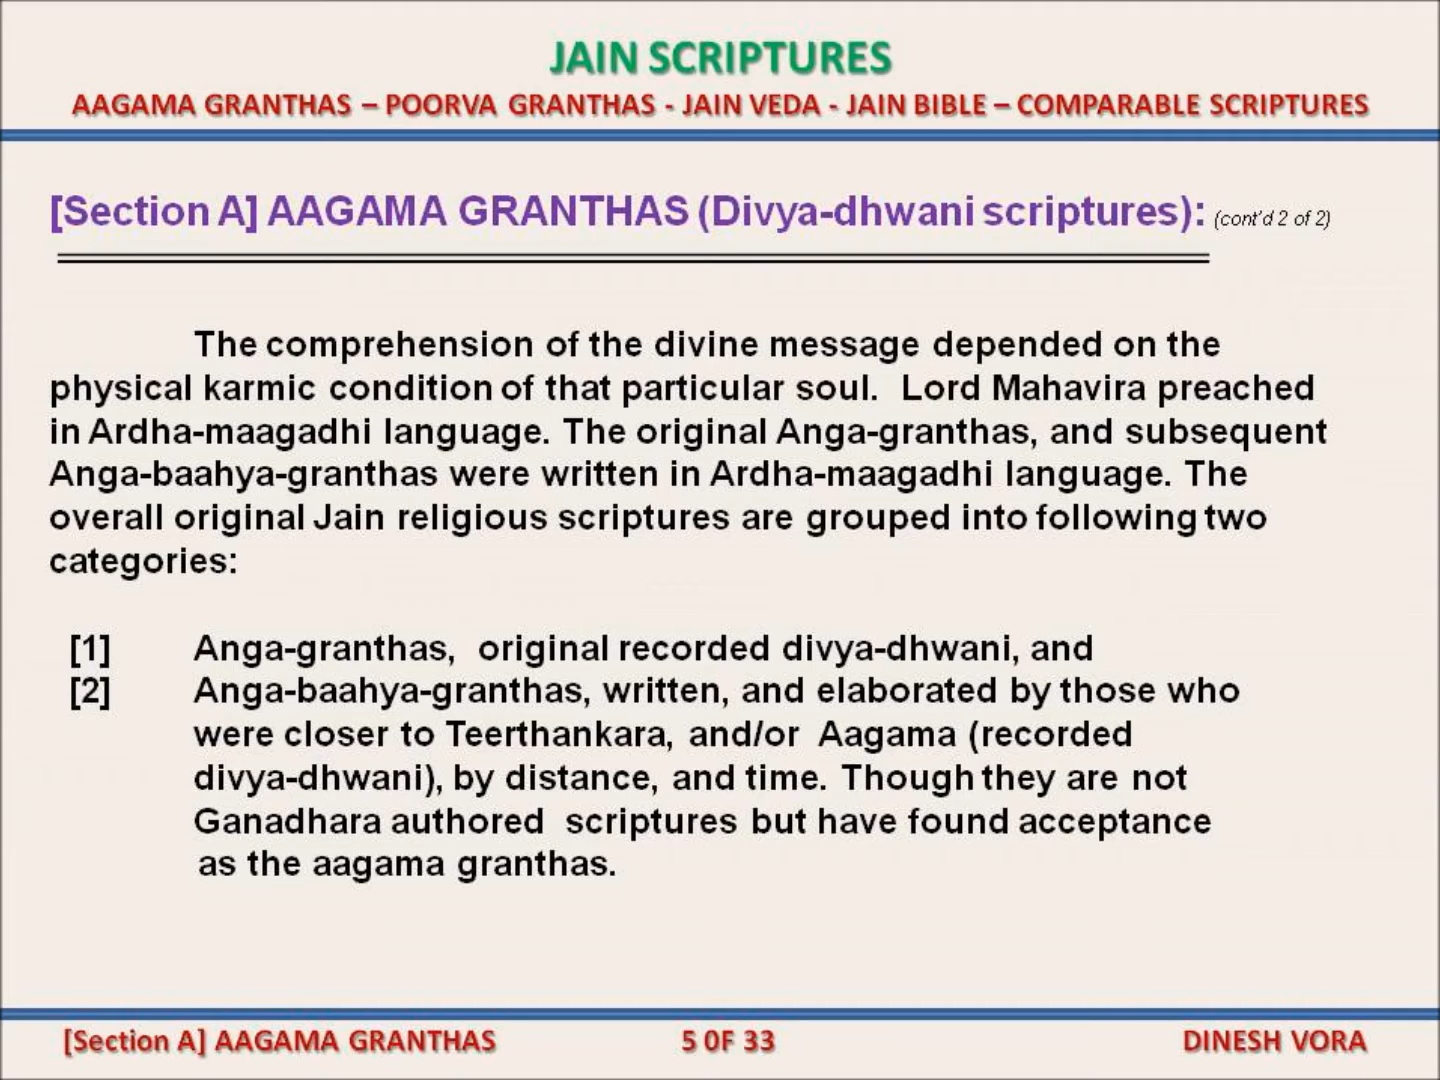 JAIN SCRIPTURES
AAGAMA GRANTHAS – POORVA GRANTHAS - JAIN VEDA - JAIN BIBLE – COMPARABLE SCRIPTURES
[Section A] AAGAMA GRANTHAS (Divya-dhwani scriptures): (cont'd 2 of 2)
The comprehension of the divine message depended on the
physical karmic condition of that particular soul. Lord Mahavira preached
in Ardha-maagadhi language. The original Anga-granthas, and subsequent
Anga-baahya-granthas were written in Ardha-maagadhi language. The
overall original Jain religious scriptures are grouped into following two
categories:
[1] Anga-granthas, original recorded divya-dhwani, and
[2] Anga-baahya-granthas, written, and elaborated by those who
were closer to Teerthankara, and/or Aagama (recorded
divya-dhwani), by distance, and time. Though they are not
Ganadhara authored scriptures but have found acceptance
as the aagama granthas.
[Section A] AAGAMA GRANTHAS 5 0F 33 DINESH VORA